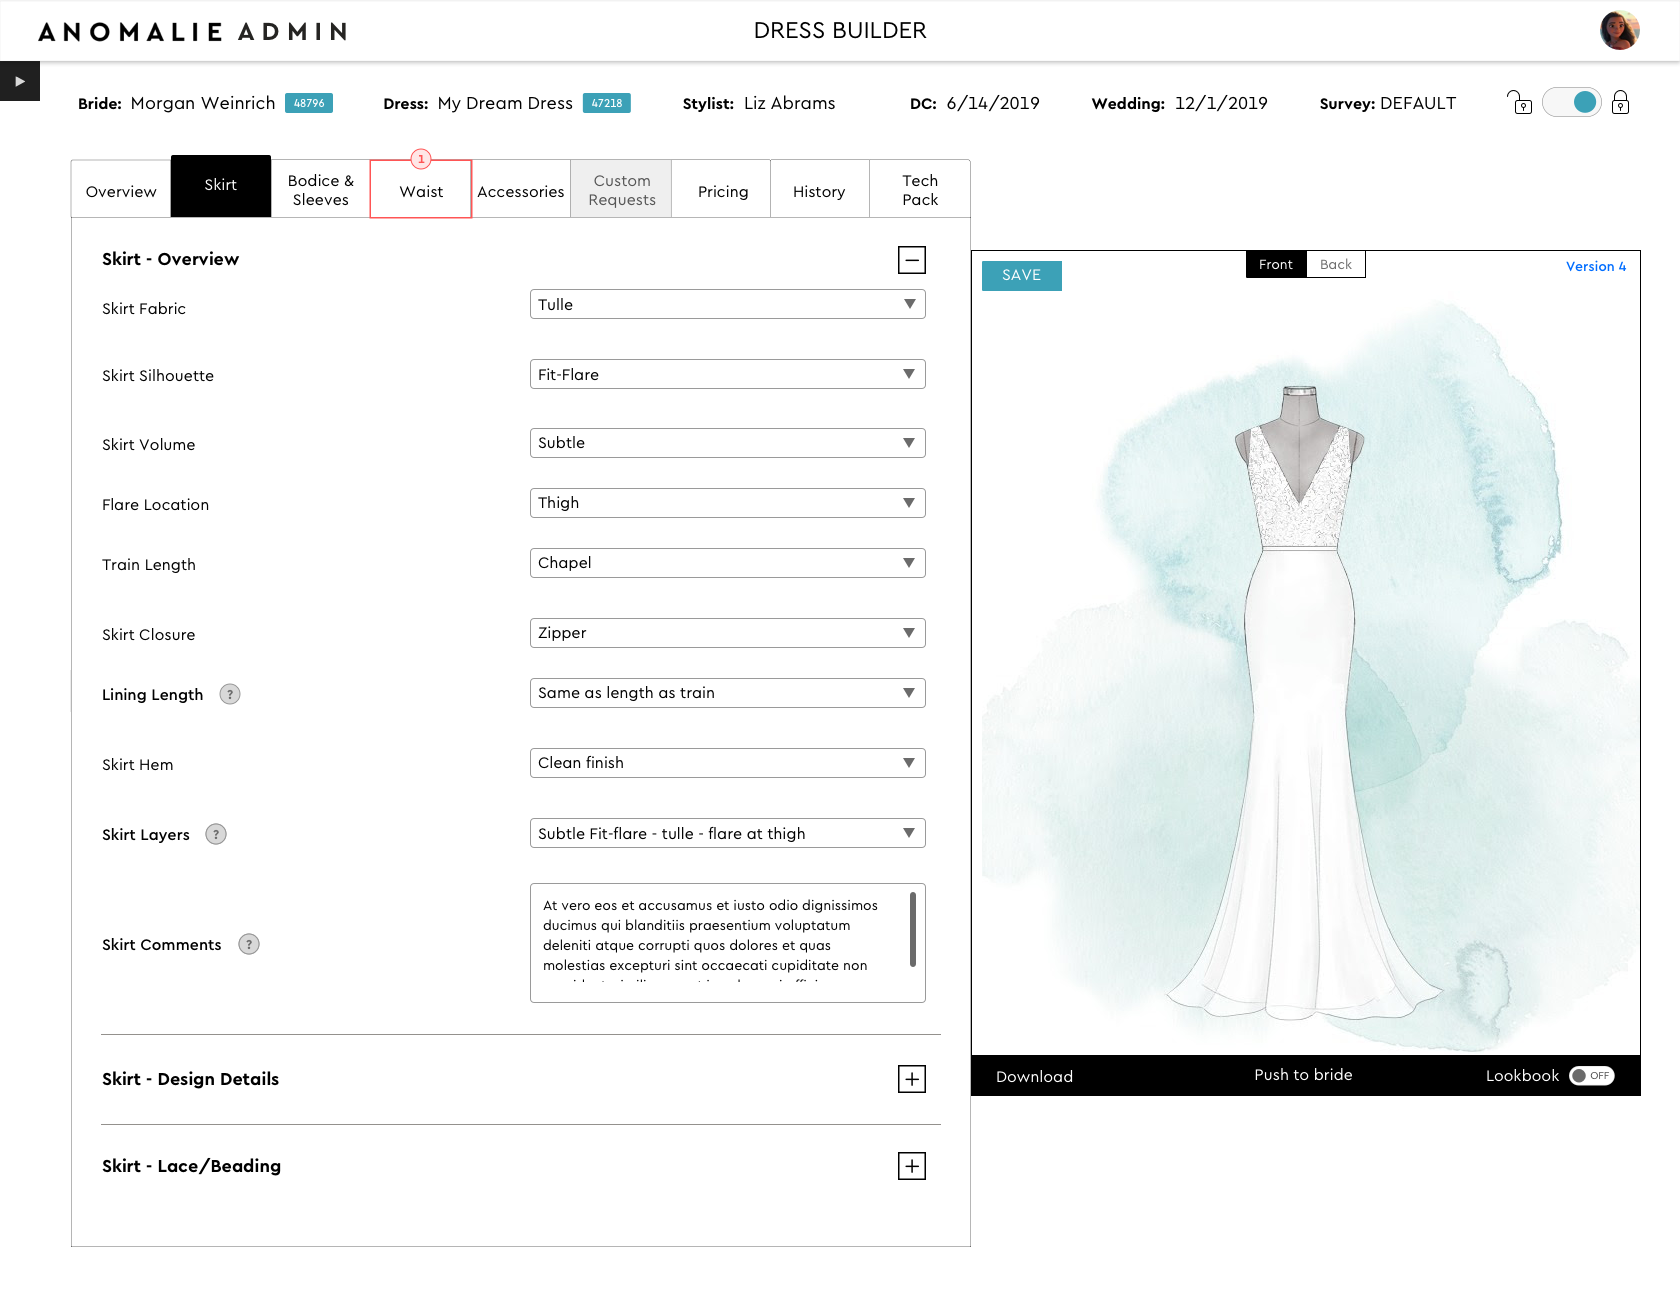 ANOMALIE ADMIN
DRESS BUILDER
Bride: Morgan Weinrich 48796 Dress: My Dream Dress 47218 Stylist: Liz Abrams DC: 6/14/2019 Wedding: 12/1/2019 Survey: DEFAULT
1
Overview
Skirt
Bodice &
Sleeves
Waist
Accessories
Custom
Requests
Pricing
History
Tech
Pack
Skirt - Overview
Skirt Fabric Tulle
Skirt Silhouette Fit-Flare
Skirt Volume Subtle
Flare Location Thigh
Train Length Chapel
Skirt Closure Zipper
Lining Length ? Same as length as train
Skirt Hem Clean finish
Skirt Layers ? Subtle Fit-flare - tulle - flare at thigh
Skirt Comments ?
At vero eos et accusamus et iusto odio dignissimos
ducimus qui blanditiis praesentium voluptatum
deleniti atque corrupti quos dolores et quas
molestias excepturi sint occaecati cupiditate non
Skirt - Design Details
Skirt - Lace/Beading
SAVE
Front Back
Version 4
Download
Push to bride
Lookbook OFF